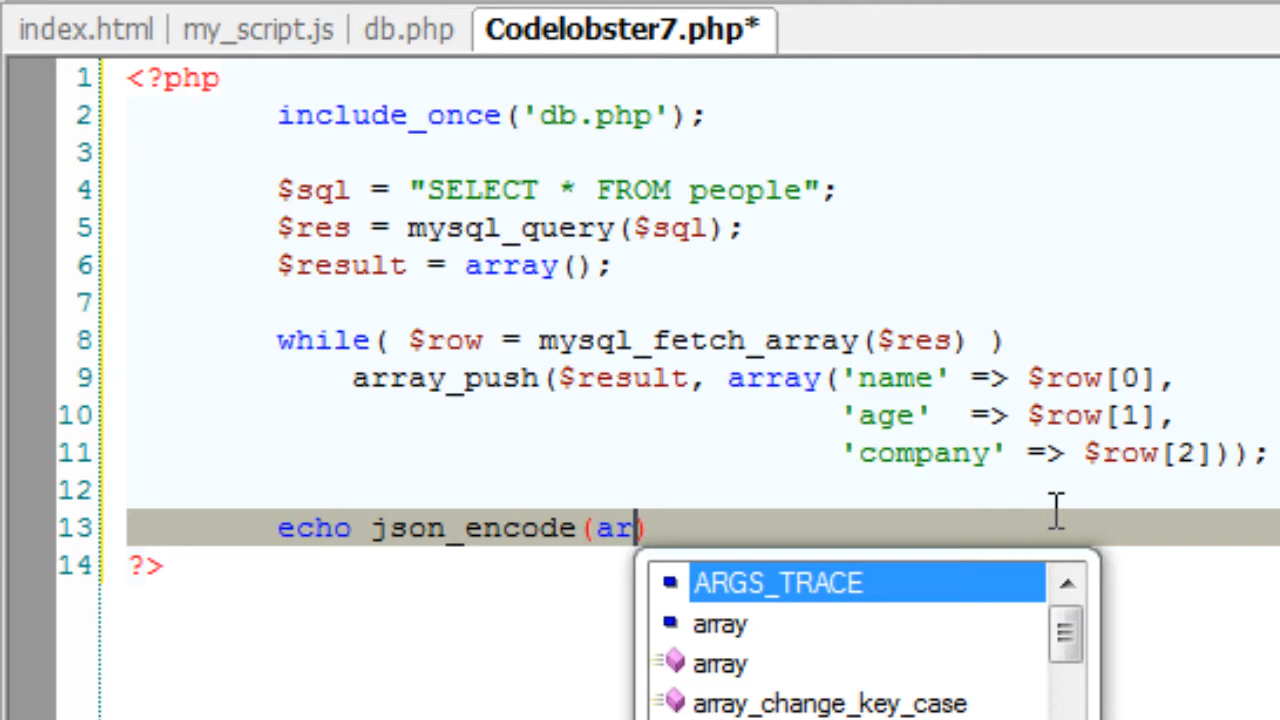 index.html | my_script.js | db.php | Codelobster7.php*
1 <?php
2 include_once('db.php');
3
4 $sql = "SELECT * FROM people";
5 $res = mysql_query($sql);
6 $result = array();
7
8 while( $row = mysql_fetch_array($res) )
9 array_push($result, array('name' => $row[0],
10 'age'  => $row[1],
11 'company' => $row[2]));
12
13 echo json_encode(ar)
14 ?>
ARGS_TRACE
array
array
array_change_key_case